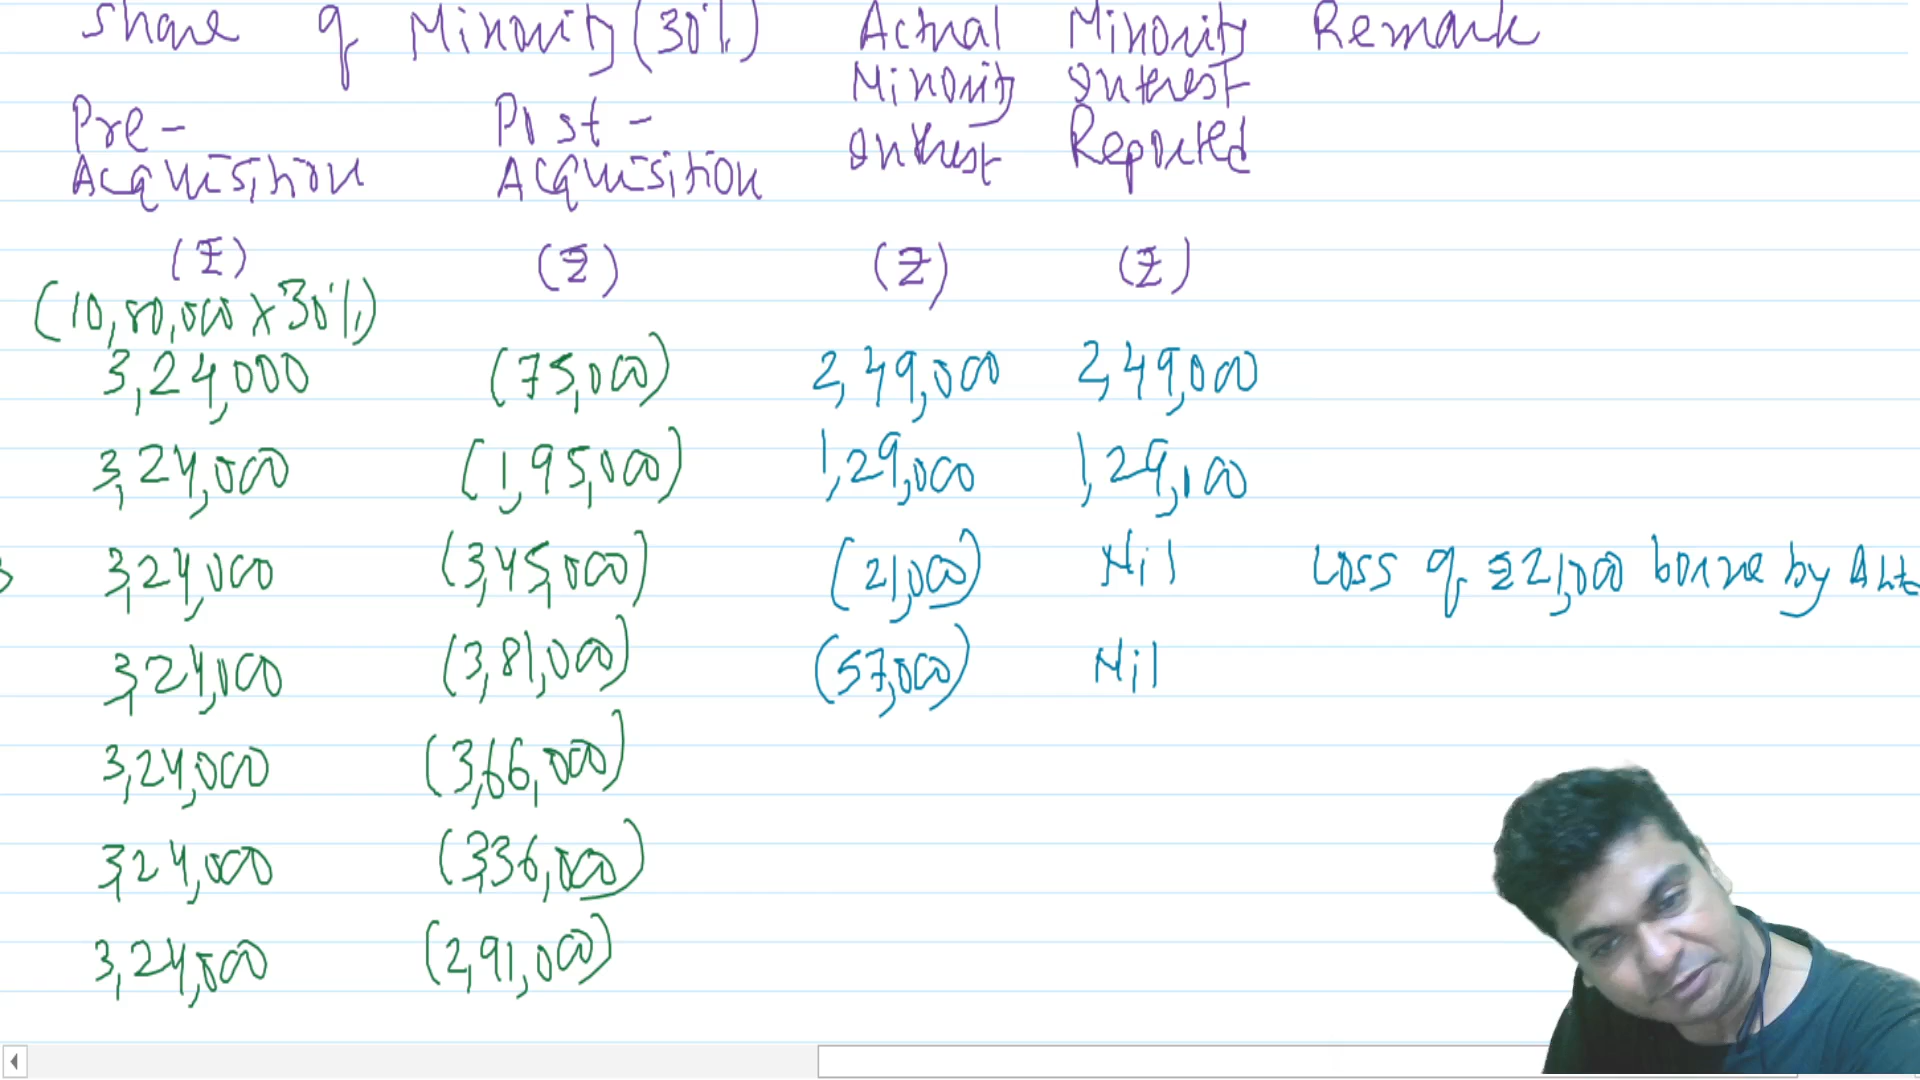 Share of Minority (30%) Actual Minority Remark
Minority Interest
Pre- Post- Interest Reported
Acquisition Acquisition
(₹) (₹) (₹) (₹)
(10,80,000 x 30%)
3,24,000 (75,000) 2,49,000 2,49,000
3,24,000 (1,95,000) 1,29,000 1,29,000
3,24,000 (3,45,000) (21,000) Nil Loss of ₹21,000 borne by A Lt
3,24,000 (3,81,000) (57,000) Nil
3,24,000 (3,66,000)
3,24,000 (3,36,000)
3,24,000 (2,91,000)